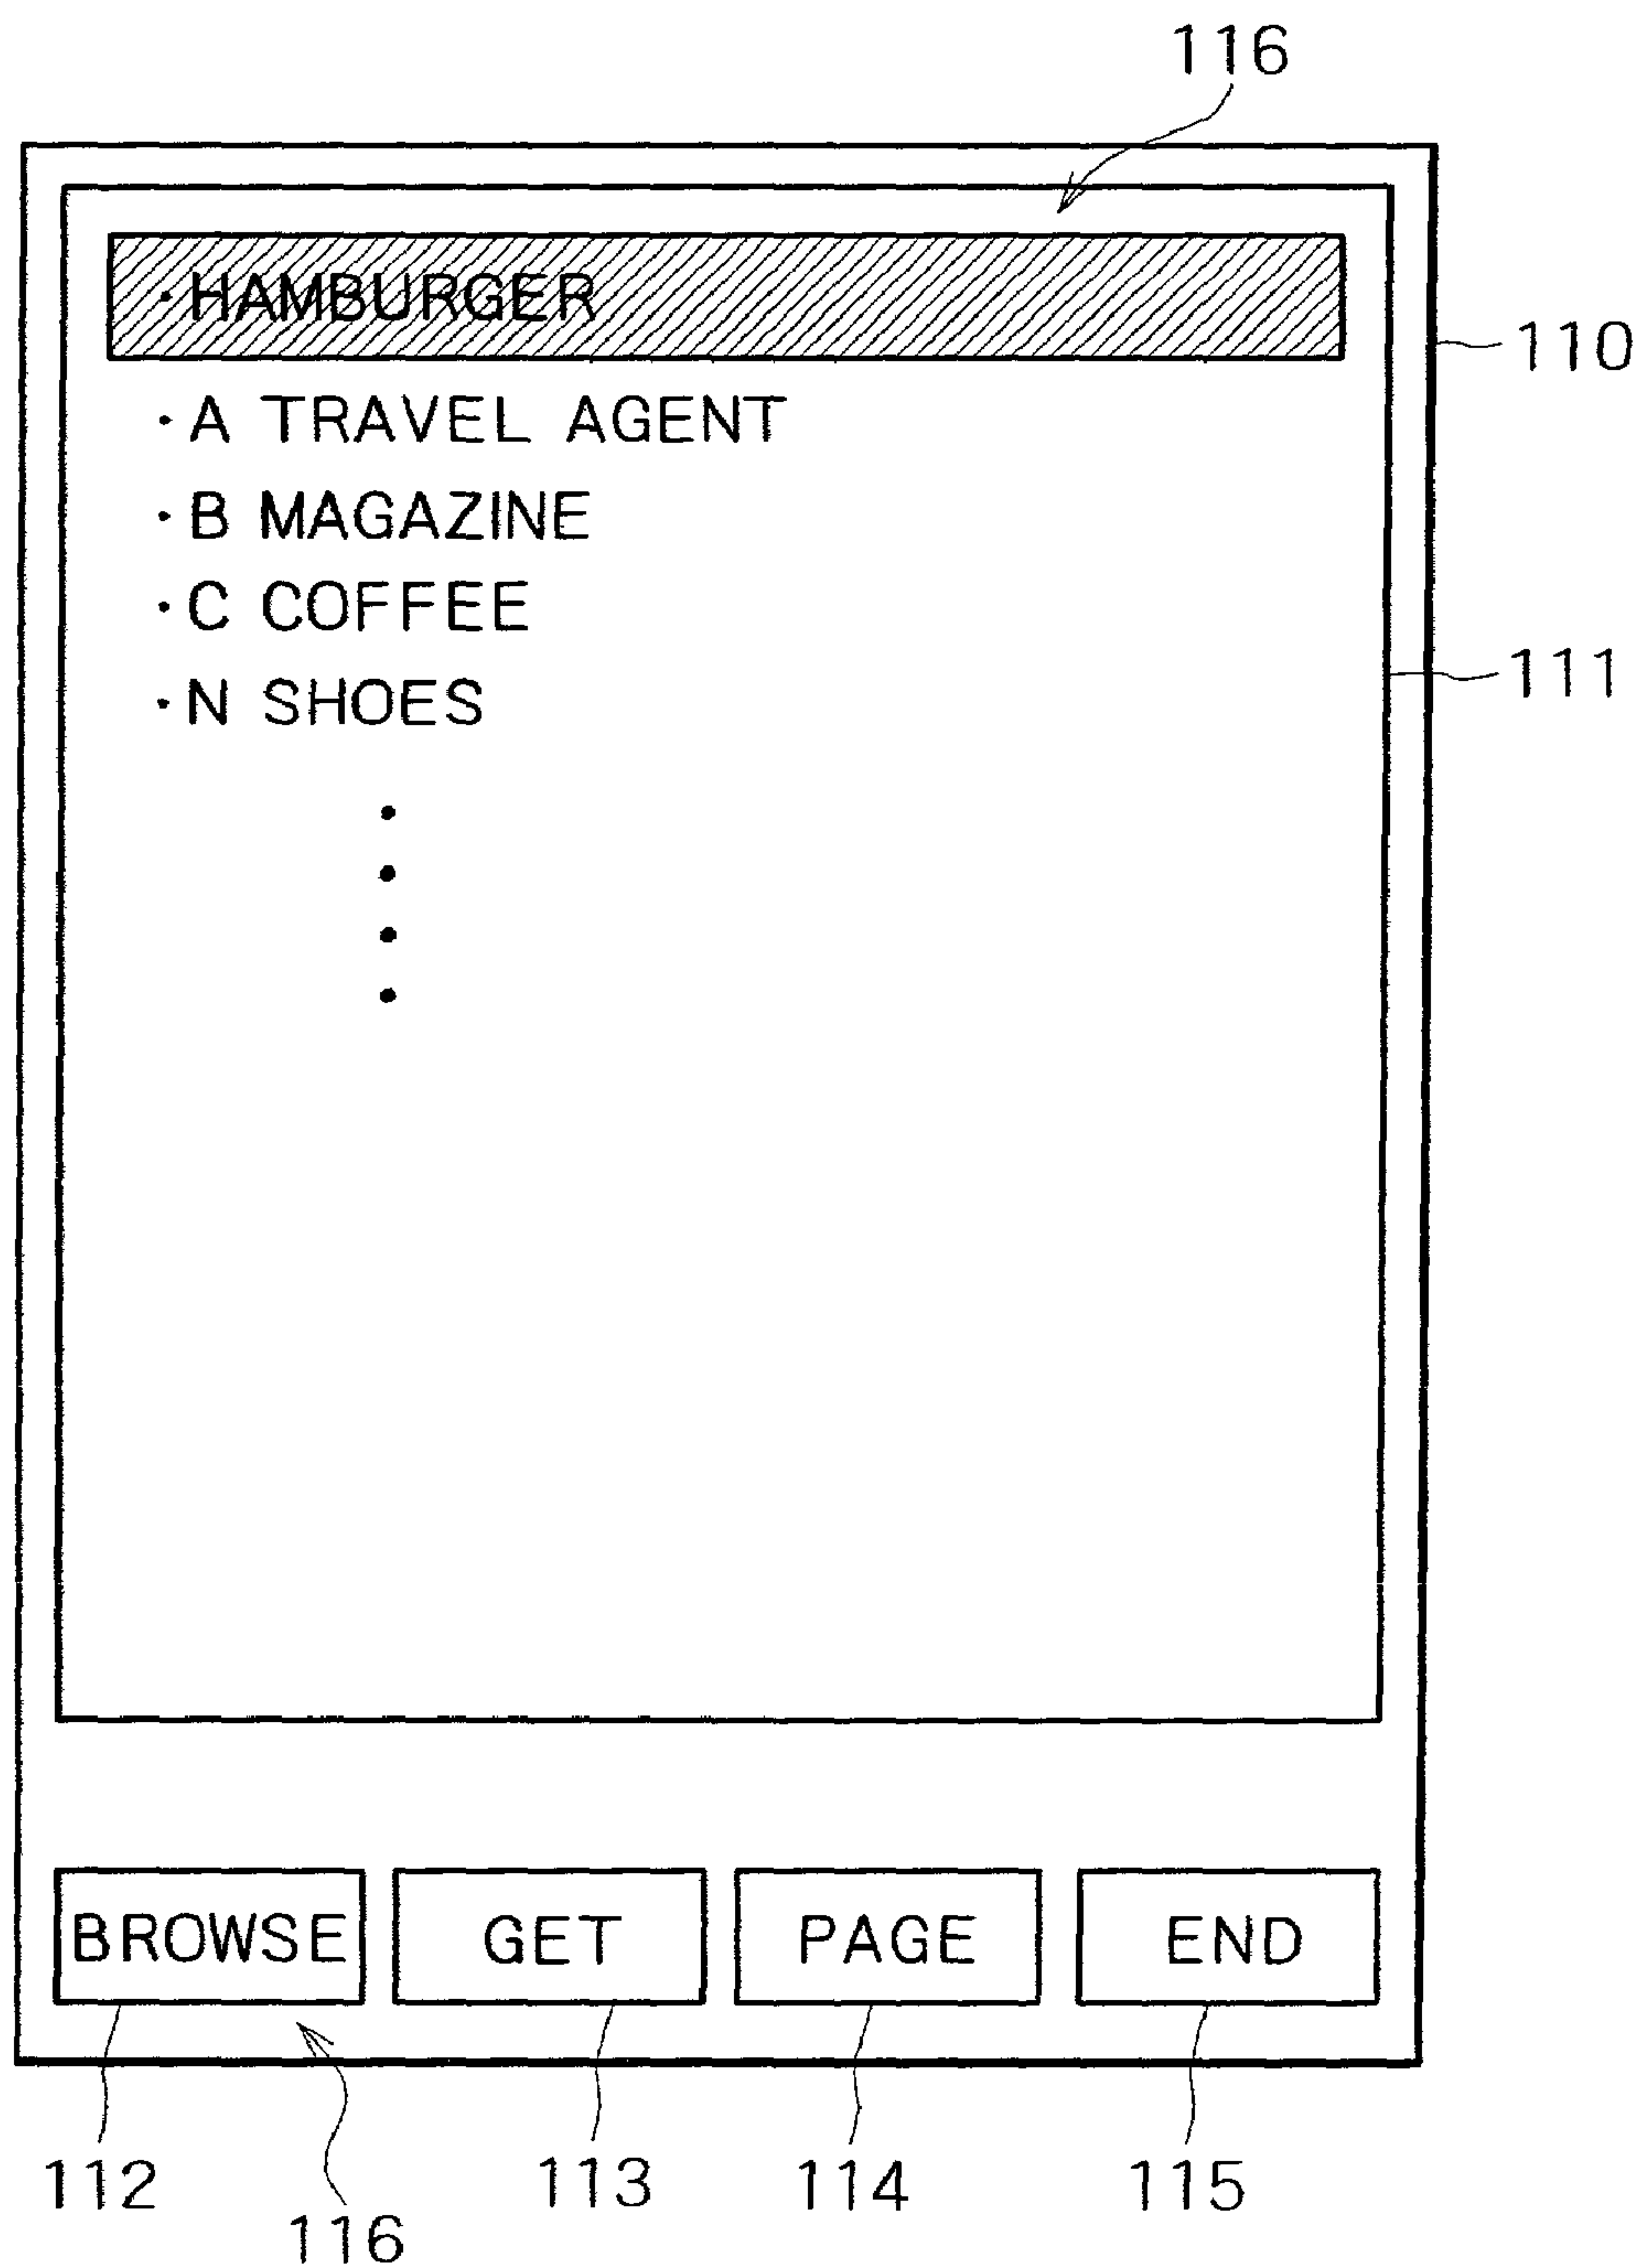 116
· HAMBURGER
110
· A TRAVEL AGENT
· B MAGAZINE
· C COFFEE
111
· N SHOES
BROWSE GET PAGE END
112 113 114 115
116